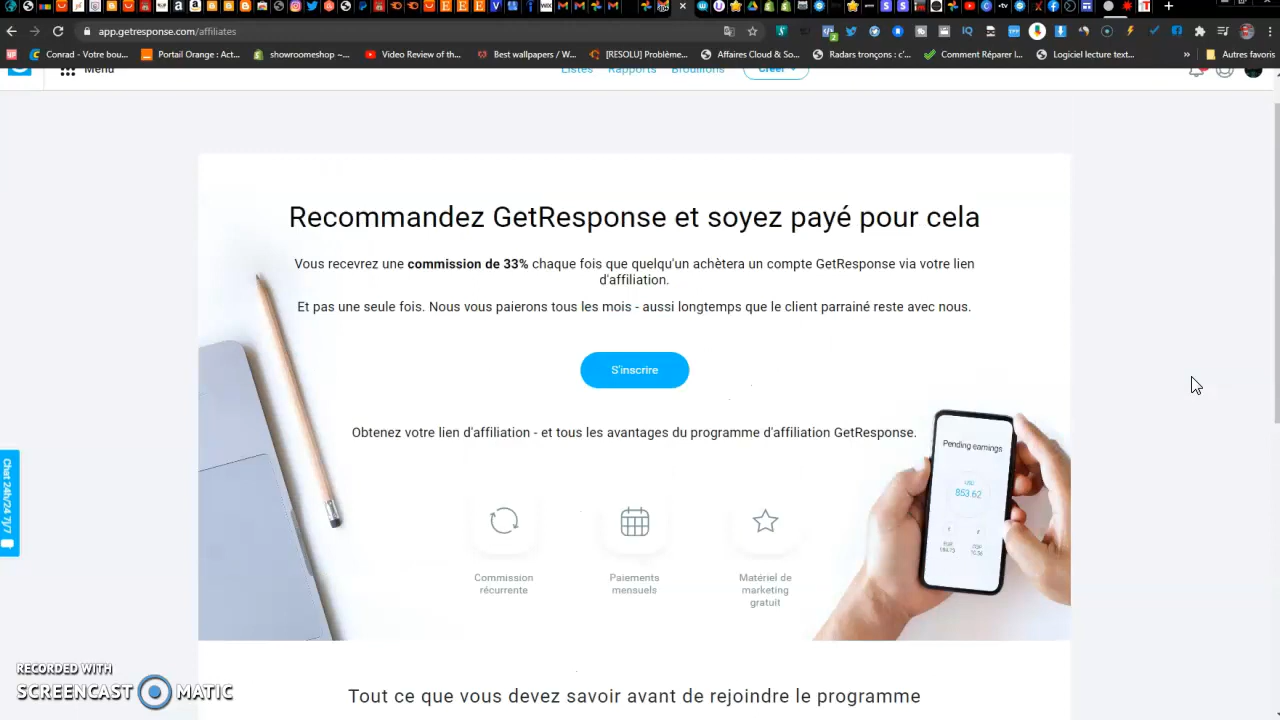 app.getresponse.com/affiliates
Conrad - Votre bou...
Portail Orange : Act...
showroomeshop –...
Video Review of th...
Best wallpapers / W...
[RESOLU] Problème...
Affaires Cloud & So...
Radars tronçons : c'...
Comment Réparer l...
Logiciel lecture text...
»
Autres favoris
Menu
Listes
Rapports
Brouillons
Créer
Recommandez GetResponse et soyez payé pour cela
Vous recevrez une commission de 33% chaque fois que quelqu'un achètera un compte GetResponse via votre lien
d'affiliation.
Et pas une seule fois. Nous vous paierons tous les mois - aussi longtemps que le client parrainé reste avec nous.
S'inscrire
Obtenez votre lien d'affiliation - et tous les avantages du programme d'affiliation GetResponse.
Pending earnings
USD
853.62
Commission
récurrente
Paiements
mensuels
Matériel de
marketing
gratuit
Chat 24h/24 7j/7
RECORDED WITH
SCREENCAST MATIC
Tout ce que vous devez savoir avant de rejoindre le programme